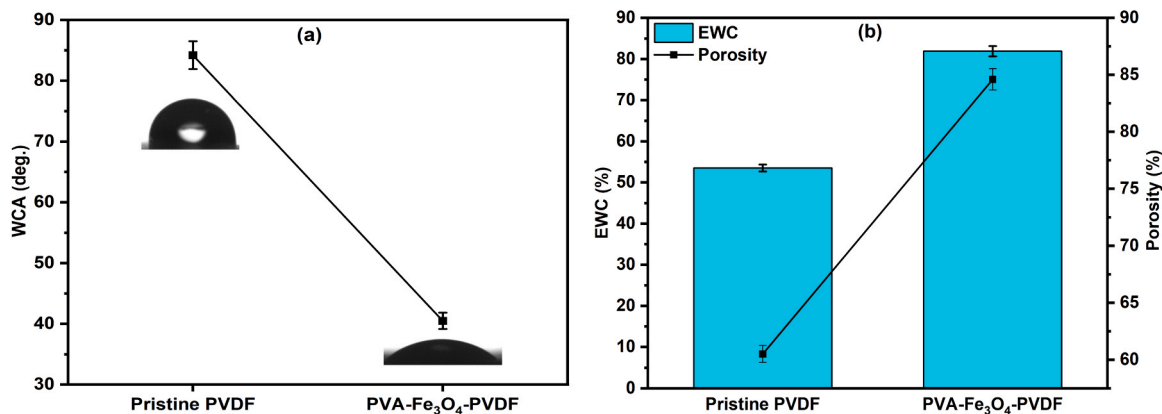 (a)
WCA (deg.)
90
80
70
60
50
40
30
Pristine PVDF
PVA-Fe₃O₄-PVDF
(b)
EWC
Porosity
EWC (%)
90
80
70
60
50
40
30
20
10
0
Porosity (%)
90
85
80
75
70
65
60
Pristine PVDF
PVA-Fe₃O₄-PVDF